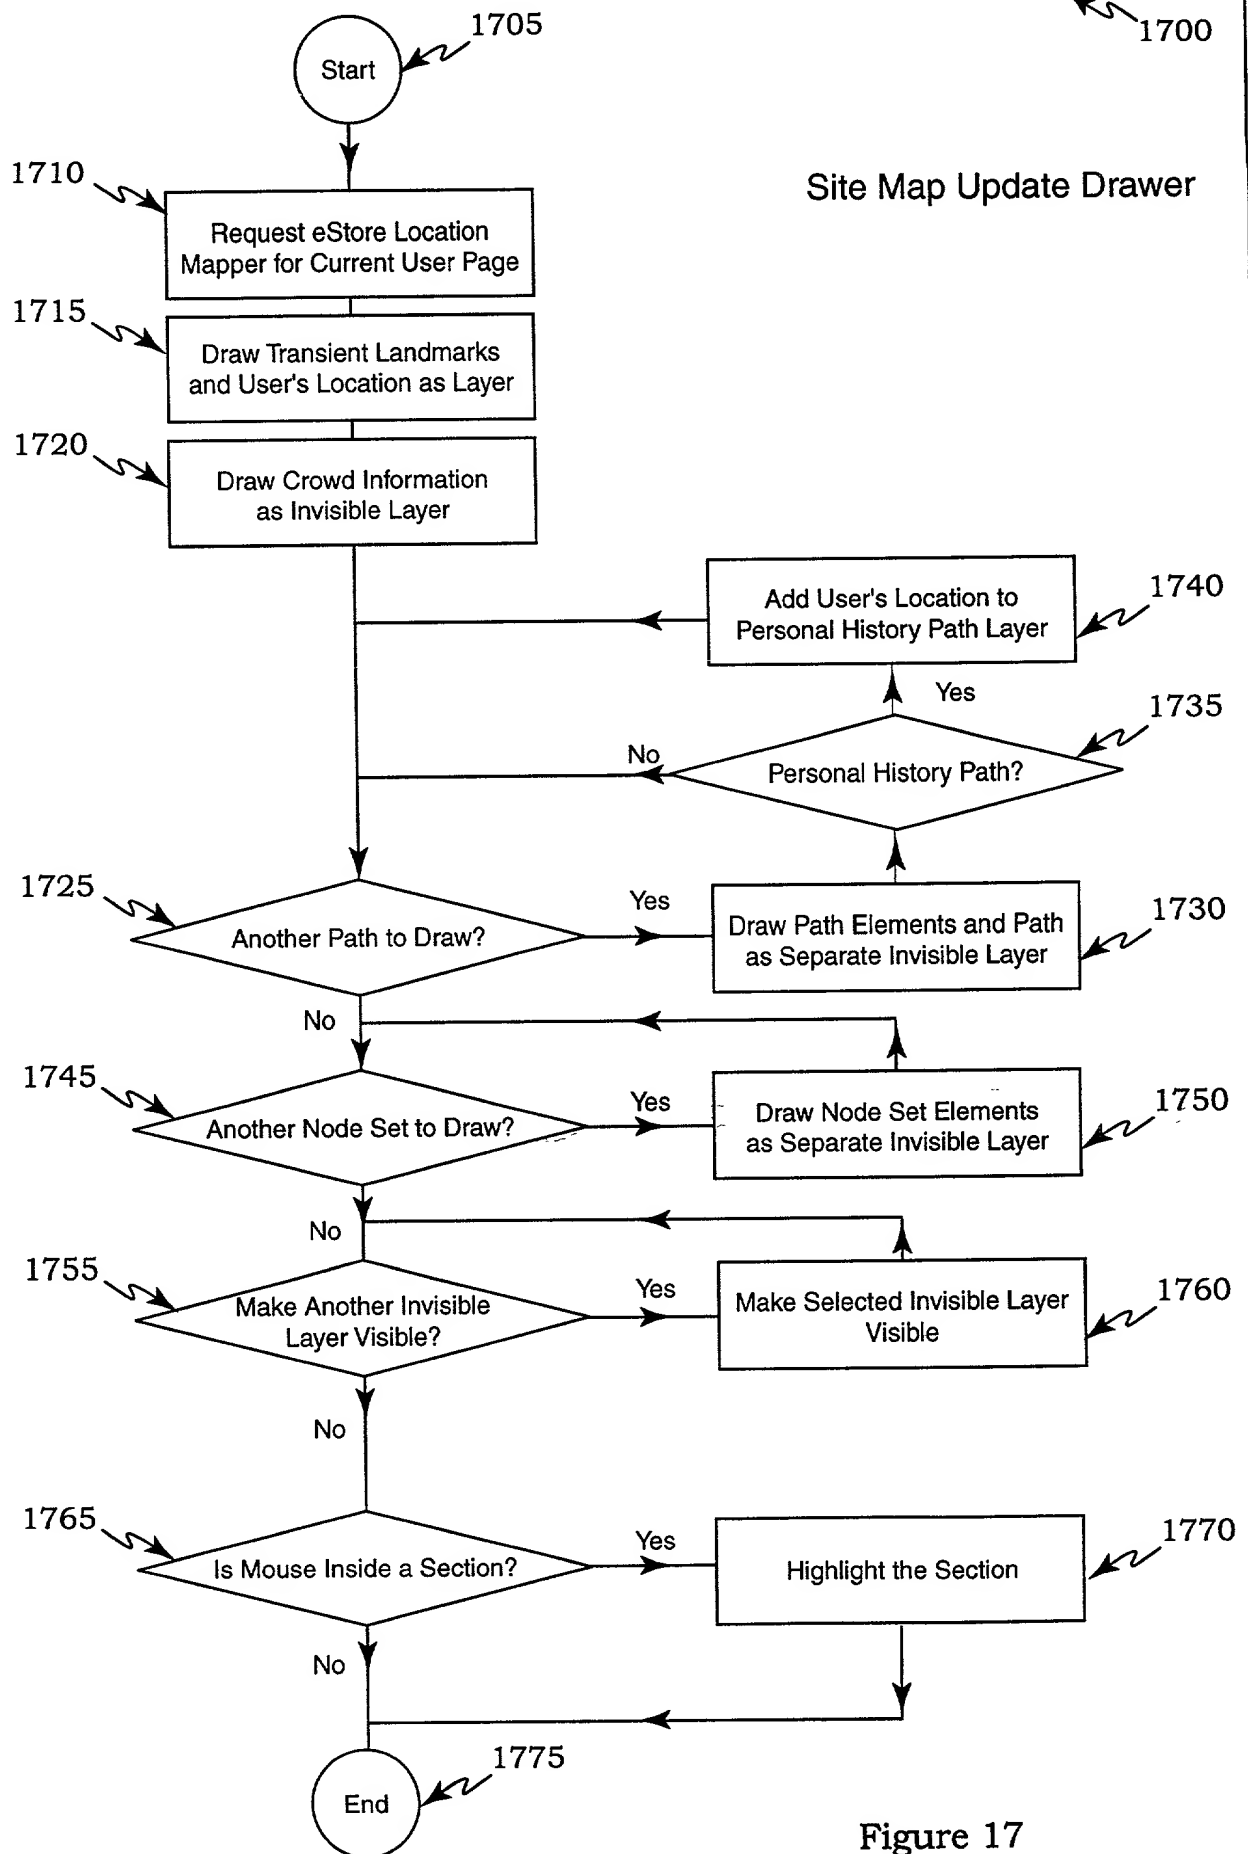 1705
1700
Start
1710
Site Map Update Drawer
Request eStore Location
Mapper for Current User Page
1715
Draw Transient Landmarks
and User's Location as Layer
1720
Draw Crowd Information
as Invisible Layer
1740
Add User's Location to
Personal History Path Layer
Yes
1735
No
Personal History Path?
1725
Yes
1730
Another Path to Draw?
Draw Path Elements and Path
as Separate Invisible Layer
No
1745
Yes
1750
Another Node Set to Draw?
Draw Node Set Elements
as Separate Invisible Layer
No
1755
Yes
1760
Make Another Invisible
Layer Visible?
Make Selected Invisible Layer
Visible
No
1765
Yes
1770
Is Mouse Inside a Section?
Highlight the Section
No
1775
End
Figure 17